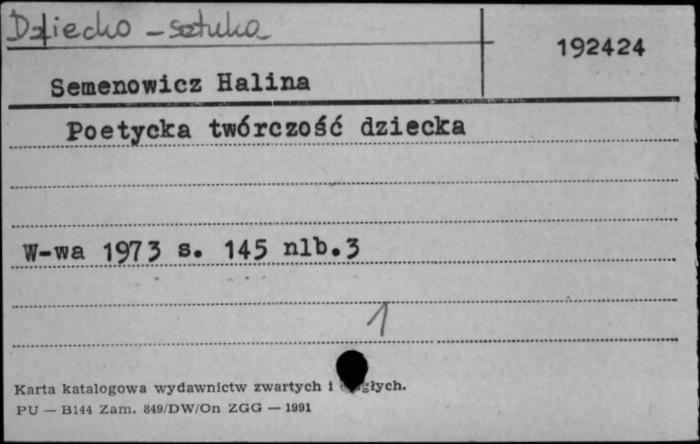 Dziecko – sztuka
192424
Semenowicz Halina
Poetycka twórczość dziecka
W-wa 1973 s. 145 nlb.3
1
Karta katalogowa wydawnictw zwartych i
PU — B144 Zam. 849/DW/On ZGG — 1991